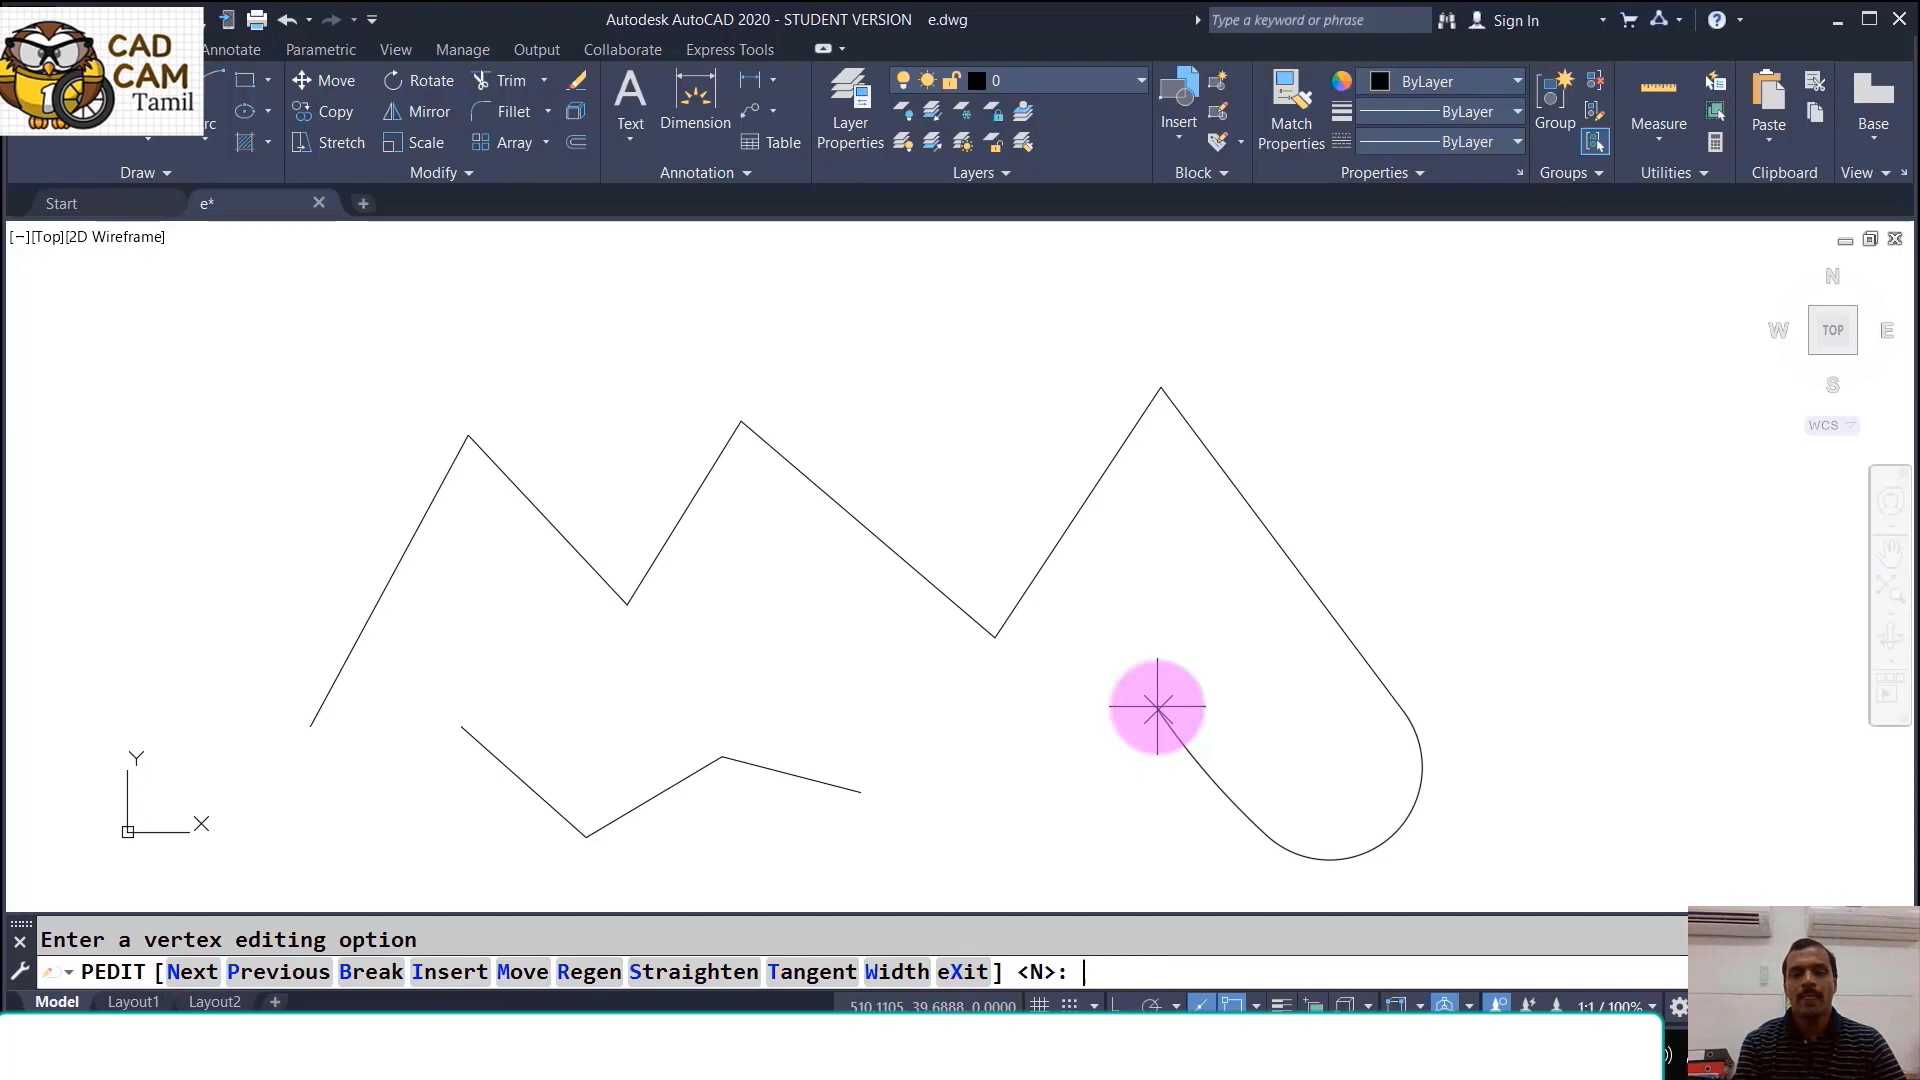 CAD
CAM
Tamil
1
Autodesk AutoCAD 2020 - STUDENT VERSION e.dwg
Type a keyword or phrase
Sign In
?
Annotate Parametric View Manage Output Collaborate Express Tools
Move Rotate Trim
Copy Mirror Fillet
Stretch Scale Array
Text Dimension Table
Layer
Properties
0
Insert
Match
Properties
ByLayer
ByLayer
ByLayer
Group Measure Paste Base
Draw Modify Annotation Layers Block Properties Groups Utilities Clipboard View
Start e*
[−][Top][2D Wireframe]
N
W TOP E
S
WCS
Y
X
Enter a vertex editing option
PEDIT [Next Previous Break Insert Move Regen Straighten Tangent Width eXit] <N>:
Model Layout1 Layout2
510.1105, 39.6888, 0.0000
1:1 / 100%